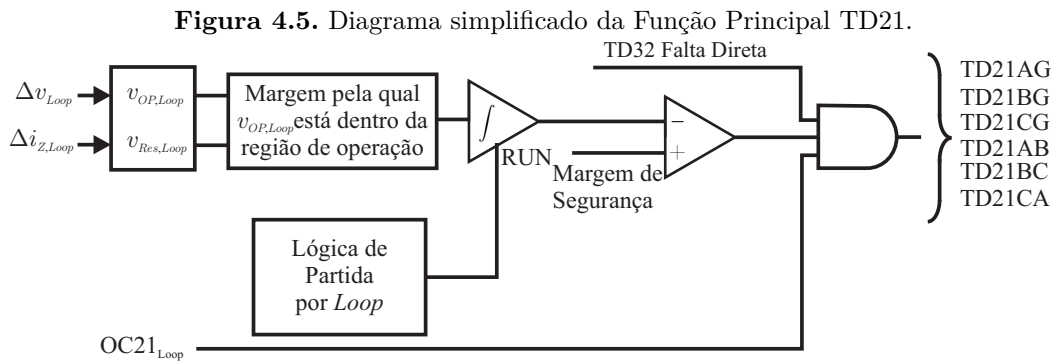 Figura 4.5. Diagrama simplificado da Função Principal TD21.
TD32 Falta Direta
Δv_Loop
Δi_Z,Loop
v_OP,Loop
v_Res,Loop
Margem pela qual
v_OP,Loop está dentro da
região de operação
∫
RUN
−
+
Margem de
Segurança
Lógica de
Partida
por Loop
OC21_Loop
TD21AG
TD21BG
TD21CG
TD21AB
TD21BC
TD21CA